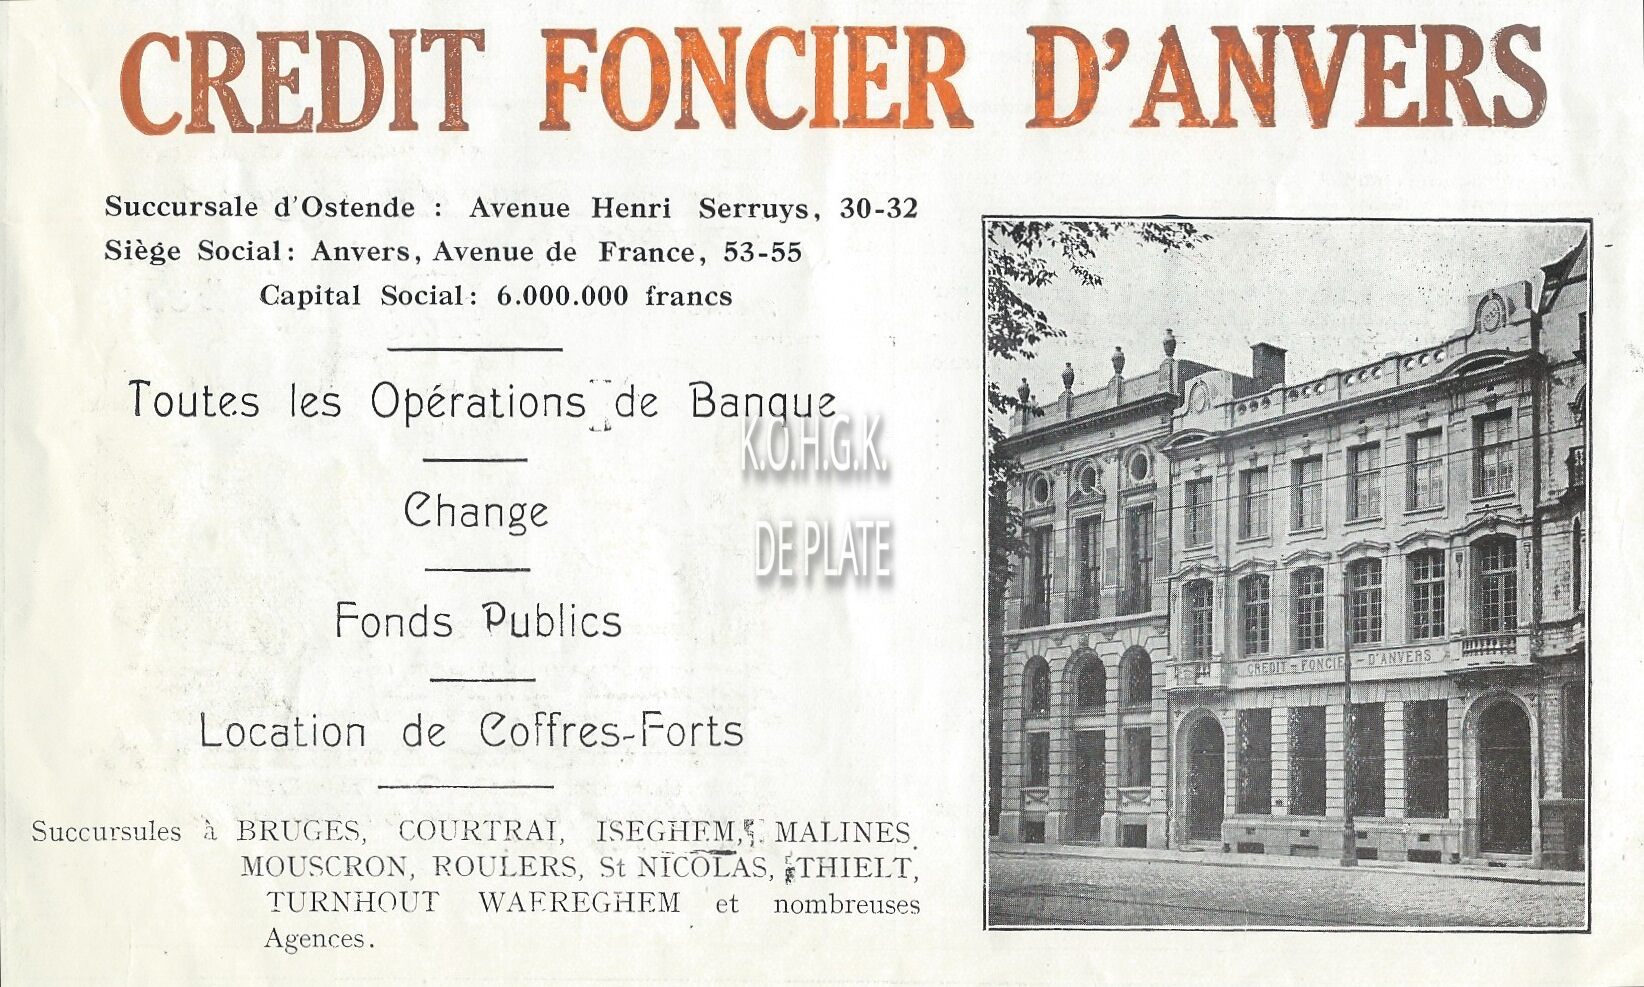 CREDIT FONCIER D'ANVERS
Succursale d'Ostende : Avenue Henri Serruys, 30-32
Siège Social: Anvers, Avenue de France, 53-55
Capital Social: 6.000.000 francs
Toutes les Opérations de Banque
Change
Fonds Publics
Location de Coffres-Forts
Succursules à BRUGES, COURTRAI, ISEGHEM, MALINES
MOUSCRON, ROULERS, St NICOLAS, THIELT,
TURNHOUT WAEREGHEM et nombreuses
Agences.
K.O.H.G.K.
DE PLATE
CREDIT - FONCIE - D'ANVERS